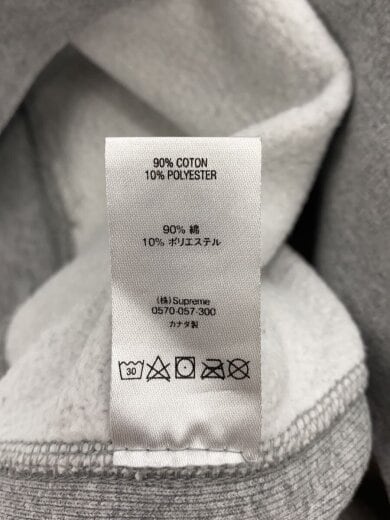 90% COTON
10% POLYESTER
90% 綿
10% ポリエステル
(株) Supreme
0570-057-300
カナダ製
30